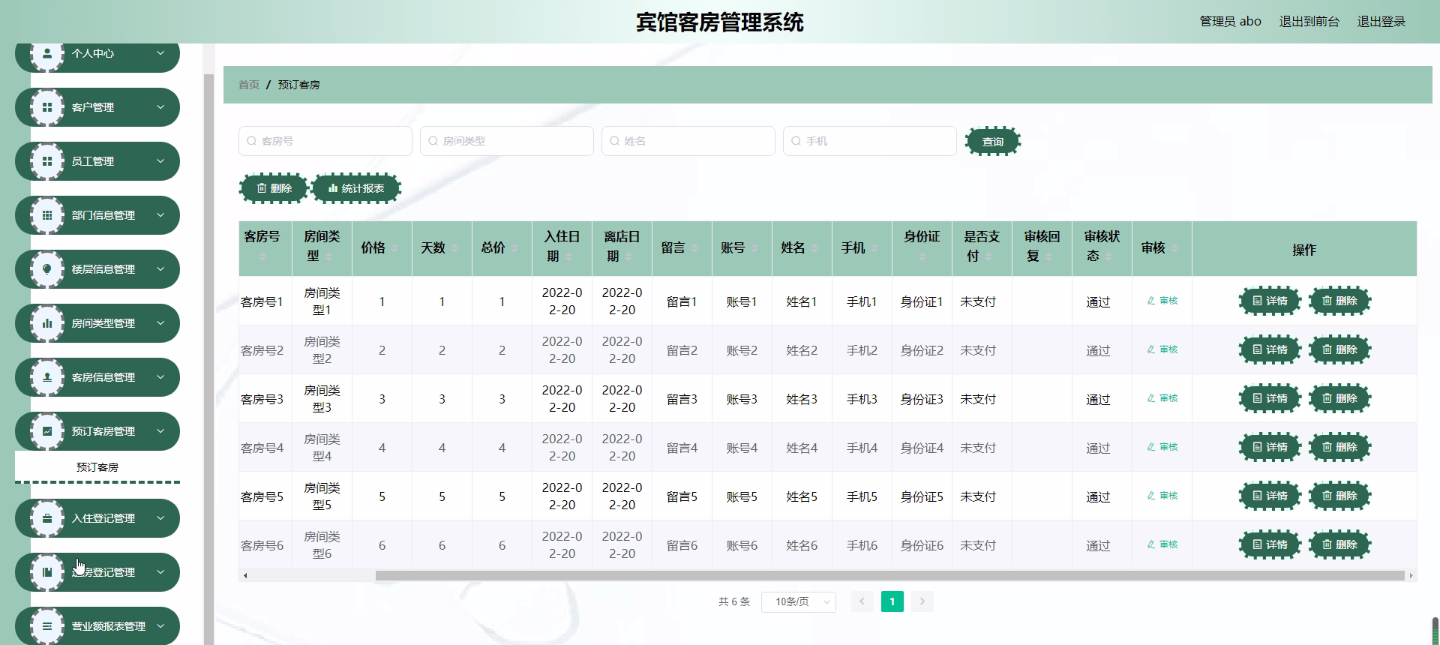 宾馆客房管理系统
管理员 abo 退出到前台 退出登录
个人中心
客户管理
员工管理
部门信息管理
楼层信息管理
房间类型管理
客房信息管理
预订客房管理
预订客房
入住登记管理
房登记管理
营业额报表管理
首页 / 预订客房
客房号 房间类型 姓名 手机 查询
删除 统计报表
客房号 房间类型 价格 天数 总价 入住日期 离店日期 留言 账号 姓名 手机 身份证 是否支付 审核回复 审核状态 审核 操作
客房号1 房间类型1 1 1 1 2022-02-20 2022-02-20 留言1 账号1 姓名1 手机1 身份证1 未支付 通过 审核 详情 删除
客房号2 房间类型2 2 2 2 2022-02-20 2022-02-20 留言2 账号2 姓名2 手机2 身份证2 未支付 通过 审核 详情 删除
客房号3 房间类型3 3 3 3 2022-02-20 2022-02-20 留言3 账号3 姓名3 手机3 身份证3 未支付 通过 审核 详情 删除
客房号4 房间类型4 4 4 4 2022-02-20 2022-02-20 留言4 账号4 姓名4 手机4 身份证4 未支付 通过 审核 详情 删除
客房号5 房间类型5 5 5 5 2022-02-20 2022-02-20 留言5 账号5 姓名5 手机5 身份证5 未支付 通过 审核 详情 删除
客房号6 房间类型6 6 6 6 2022-02-20 2022-02-20 留言6 账号6 姓名6 手机6 身份证6 未支付 通过 审核 详情 删除
共 6 条 10条/页 1